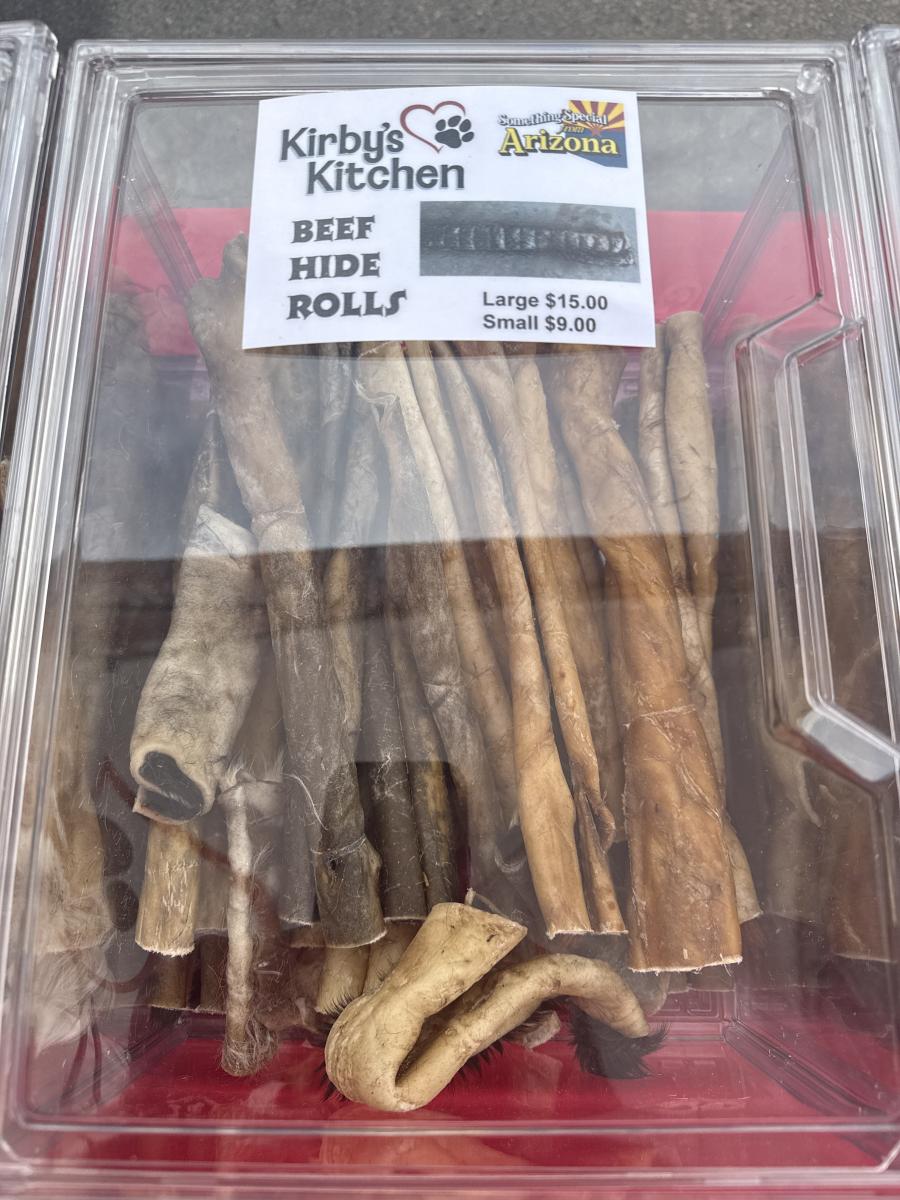 Kirby's
Kitchen
Something Special
from
Arizona
BEEF
HIDE
ROLLS
Large $15.00
Small $9.00